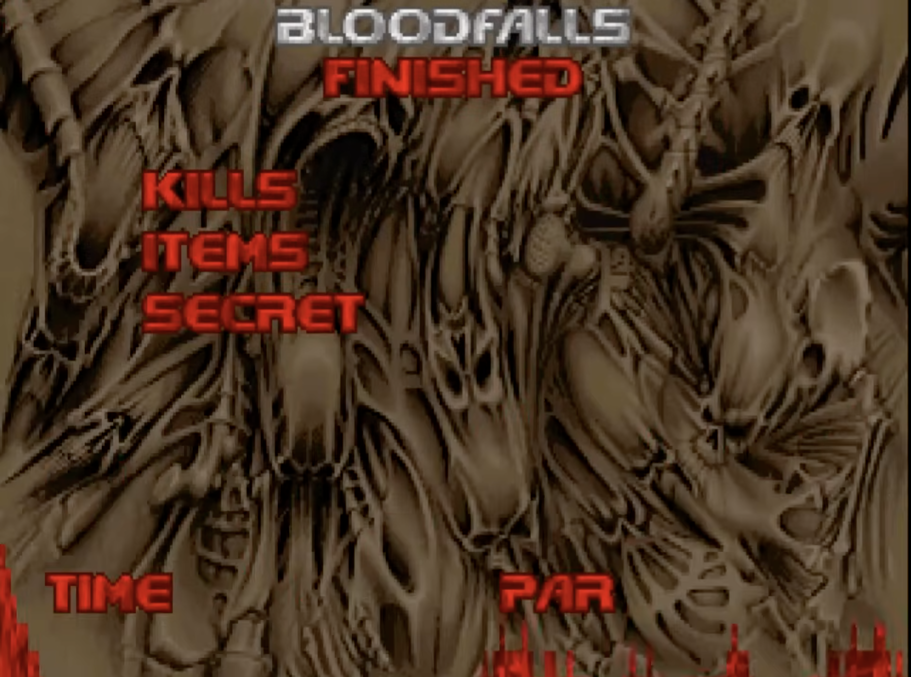 BLOODFALLS
FINISHED
KILLS
ITEMS
SECRET
TIME PAR